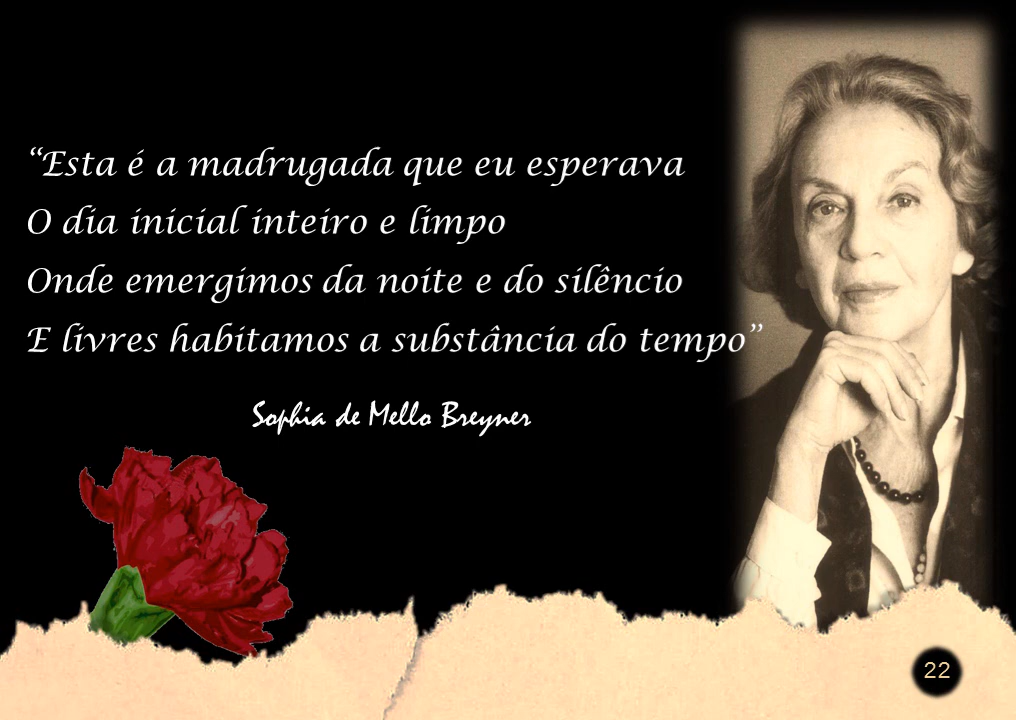 “Esta é a madrugada que eu esperava
O dia inicial inteiro e limpo
Onde emergimos da noite e do silêncio
E livres habitamos a substância do tempo”
Sophia de Mello Breyner
22